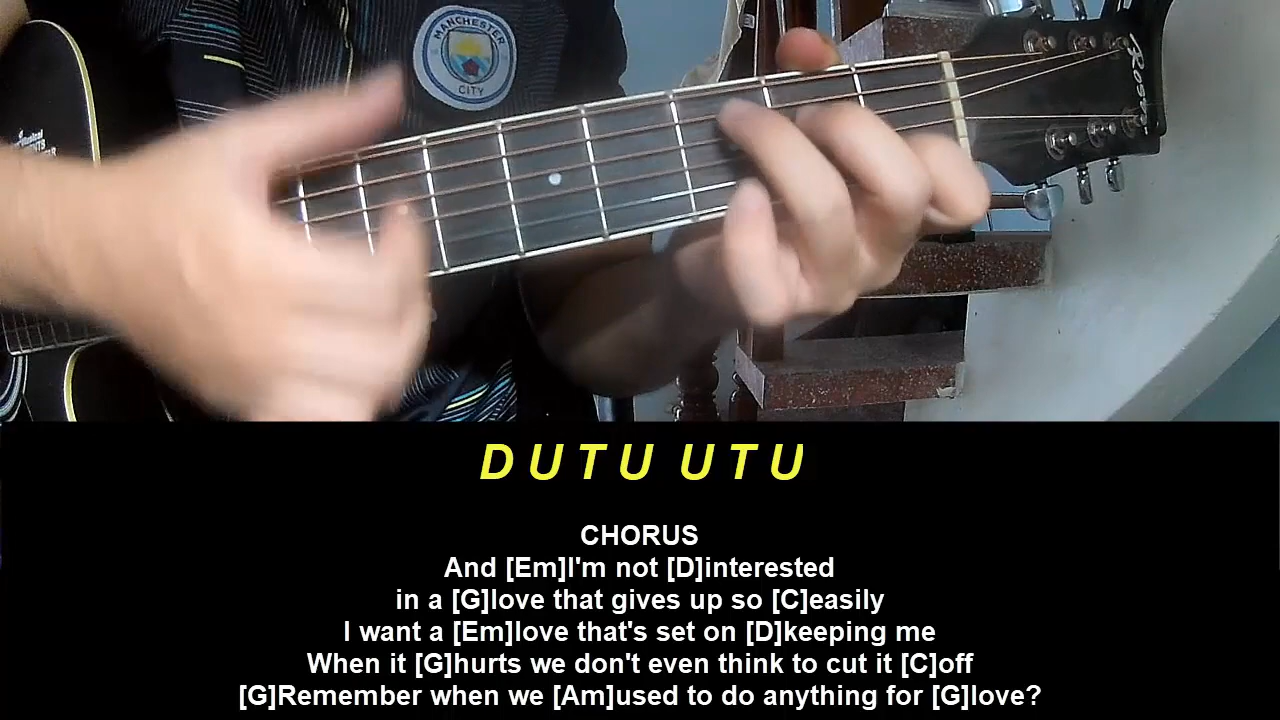 MANCHESTER
CITY
D U T U U T U
CHORUS
And [Em]I'm not [D]interested
in a [G]love that gives up so [C]easily
I want a [Em]love that's set on [D]keeping me
When it [G]hurts we don't even think to cut it [C]off
[G]Remember when we [Am]used to do anything for [G]love?